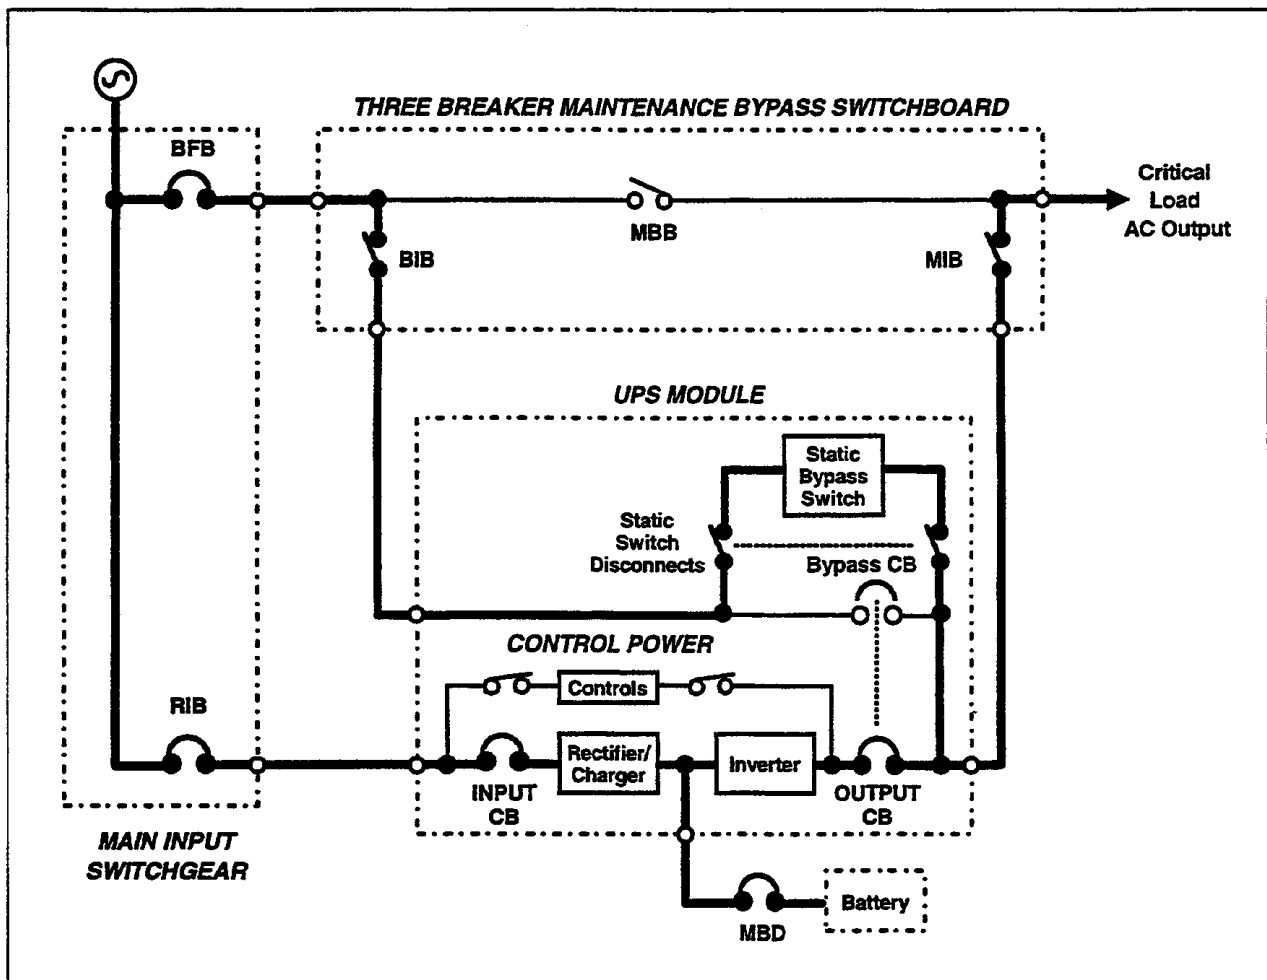 THREE BREAKER MAINTENANCE BYPASS SWITCHBOARD
BFB
MBB
BIB
MIB
Critical
Load
AC Output
UPS MODULE
Static
Bypass
Switch
Static
Switch
Disconnects
Bypass CB
CONTROL POWER
Controls
RIB
Rectifier/
Charger
Inverter
INPUT
CB
OUTPUT
CB
MAIN INPUT
SWITCHGEAR
Battery
MBD